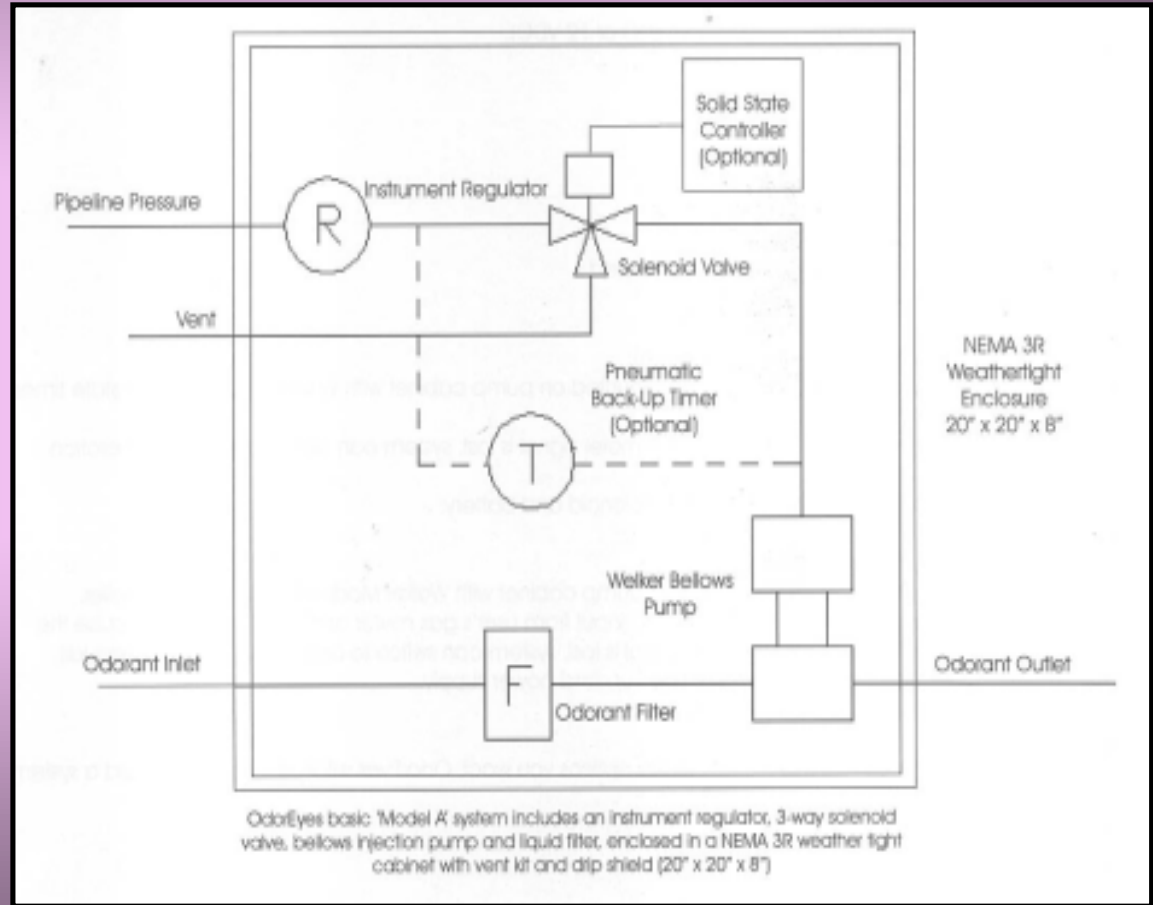 Solid State
Controller
(Optional)
Instrument Regulator
Pipeline Pressure
R
Solenoid Valve
Vent
NEMA 3R
Weathertight
Enclosure
20" x 20" x 8"
Pneumatic
Back-Up Timer
(Optional)
T
Welker Bellows
Pump
Odorant Inlet
F
Odorant Filter
Odorant Outlet
OdorEyes basic 'Model A' system includes an instrument regulator, 3-way solenoid
valve, bellows injection pump and liquid filter, enclosed in a NEMA 3R weather tight
cabinet with vent kit and drip shield (20" x 20" x 8")